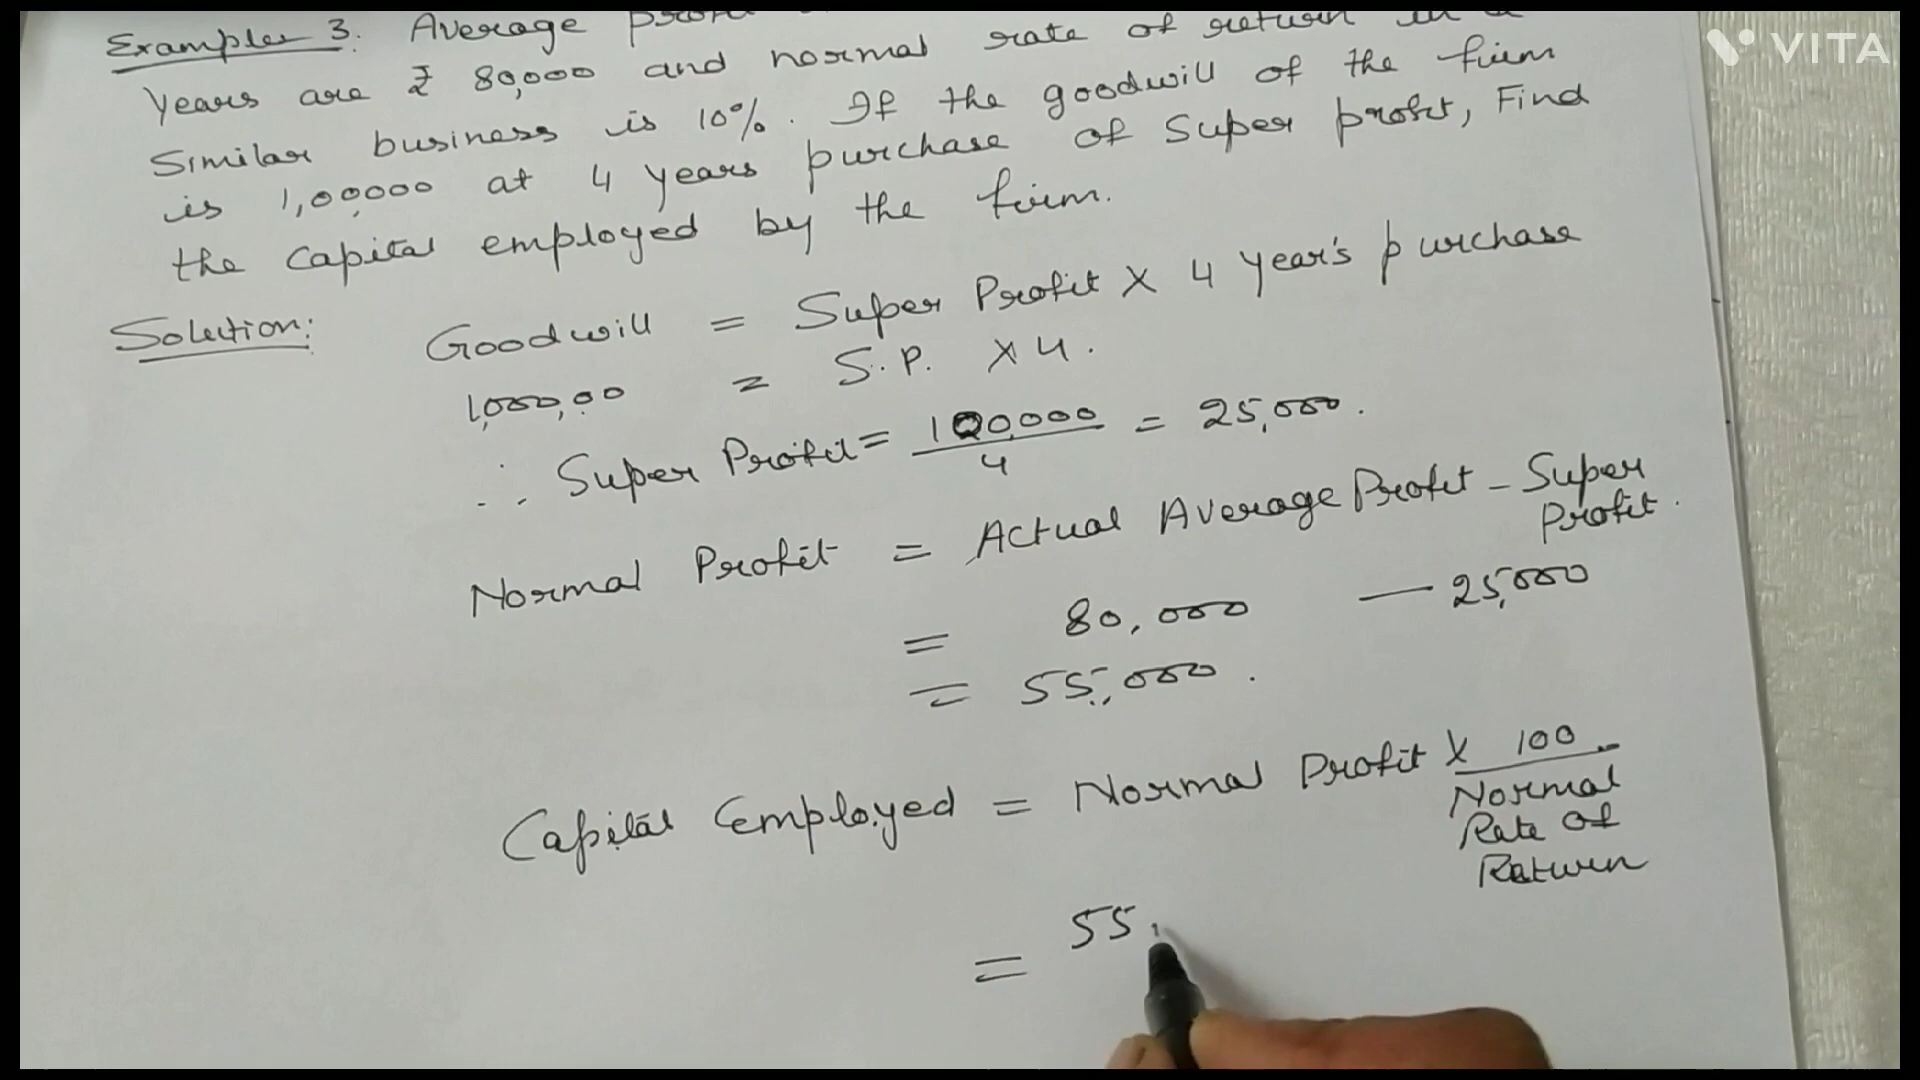 Example 3. Average
VITA
Years are ₹ 80,000 and normal rate of return in a
Similar business is 10%. If the goodwill of the firm
is 1,00,000 at 4 years purchase of Super profit, Find
the Capital employed by the firm.
Solution: Goodwill = Super Profit X 4 year's purchase
1,000,00 = S.P. X 4.
∴ Super Profit = 100,000 / 4 = 25,000.
Normal Profit = Actual Average Profit - Super Profit.
= 80,000 — 25,000
= 55,000.
Capital Employed = Normal Profit X 100 / Normal Rate of Return
= 55,